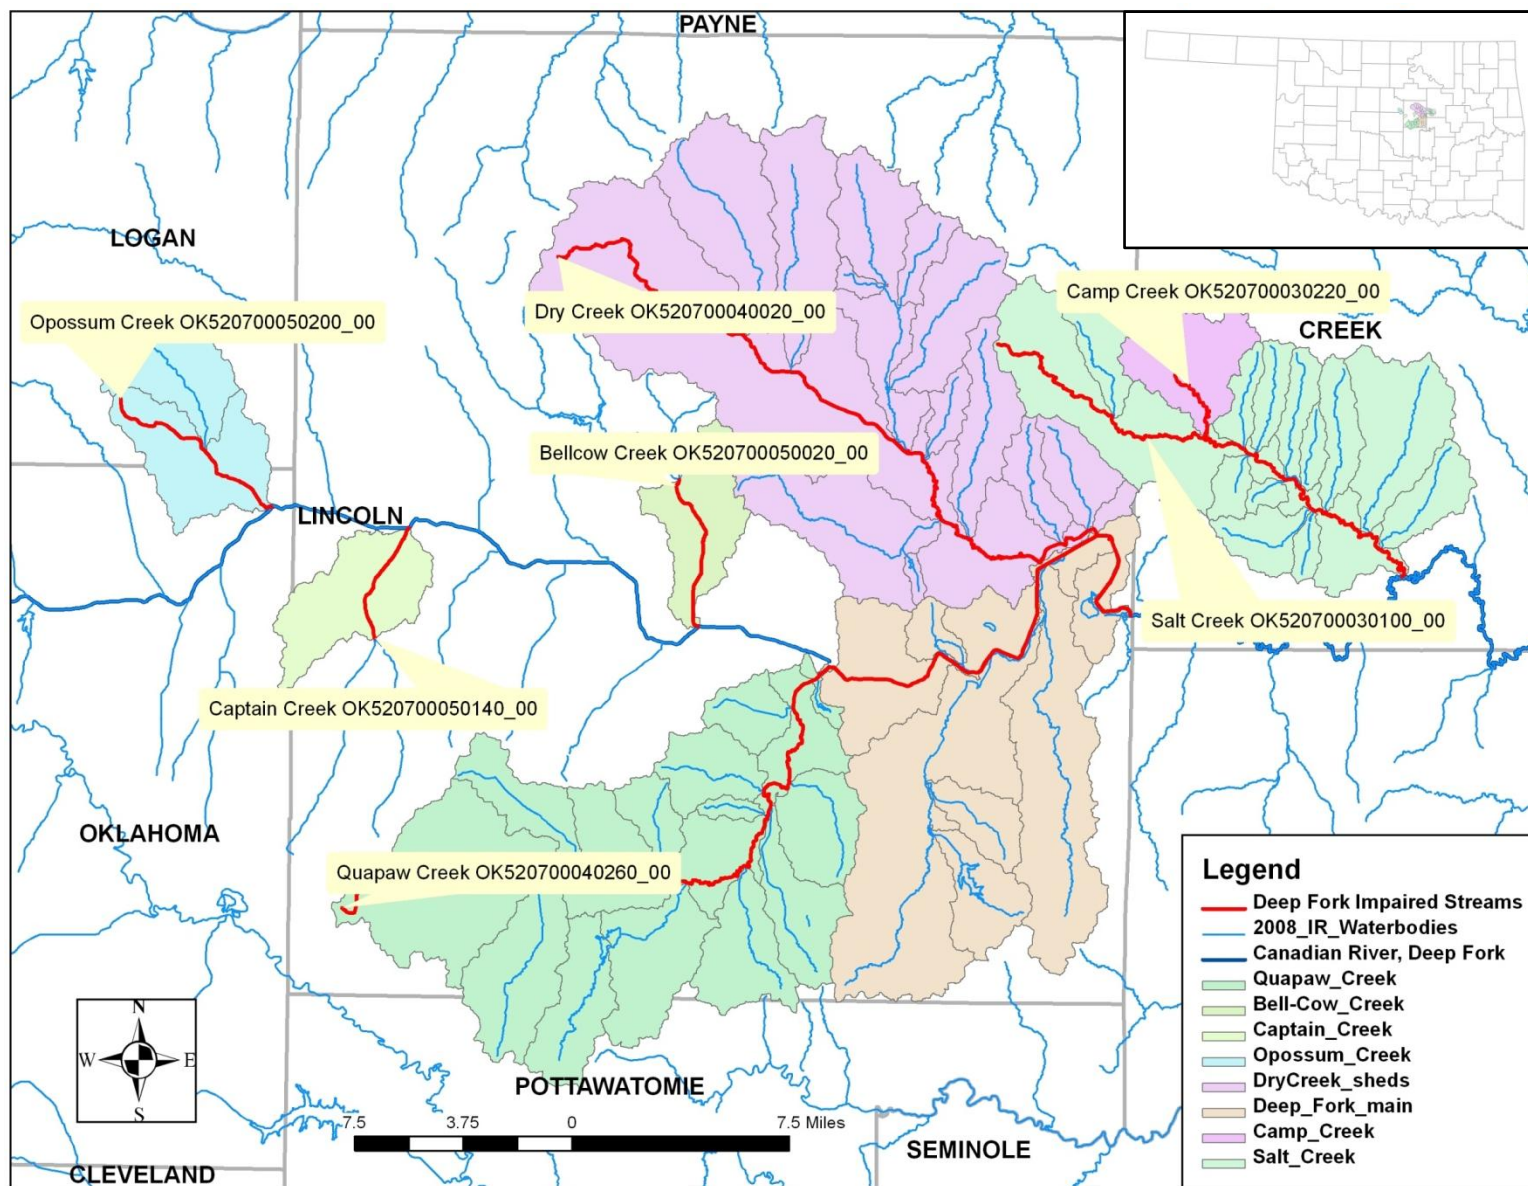 PAYNE
LOGAN
Opossum Creek OK520700050200_00
Dry Creek OK520700040020_00
Camp Creek OK520700030220_00
CREEK
Bellcow Creek OK520700050020_00
LINCOLN
Salt Creek OK520700030100_00
Captain Creek OK520700050140_00
OKLAHOMA
Quapaw Creek OK520700040260_00
Legend
Deep Fork Impaired Streams
2008_IR_Waterbodies
Canadian River, Deep Fork
Quapaw_Creek
Bell-Cow_Creek
Captain_Creek
Opossum_Creek
DryCreek_sheds
Deep_Fork_main
Camp_Creek
Salt_Creek
N
W E
S
POTTAWATOMIE
7.5 3.75 0 7.5 Miles
SEMINOLE
CLEVELAND